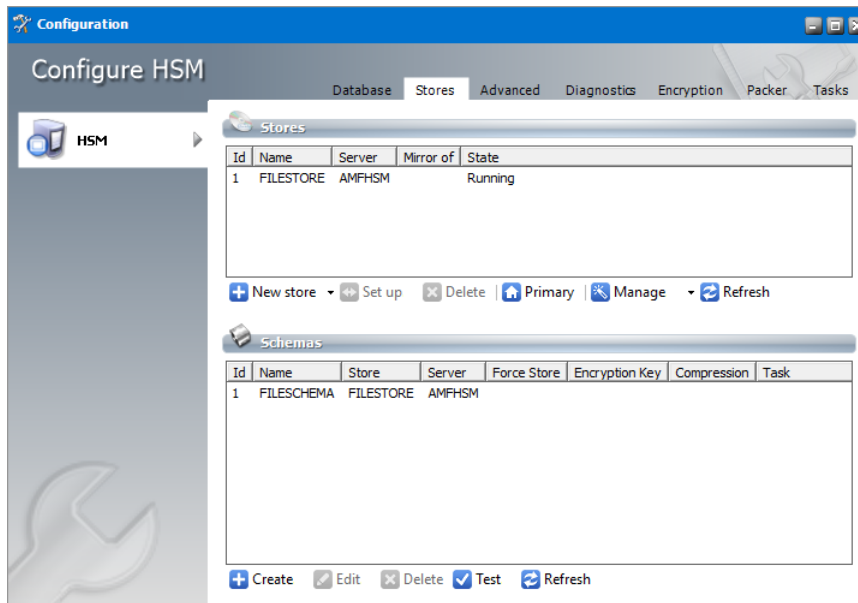 Configuration
Configure HSM
Database Stores Advanced Diagnostics Encryption Packer Tasks
HSM
Stores
Id Name Server Mirror of State
1 FILESTORE AMFHSM Running
New store Set up Delete Primary Manage Refresh
Schemas
Id Name Store Server Force Store Encryption Key Compression Task
1 FILESCHEMA FILESTORE AMFHSM
Create Edit Delete Test Refresh